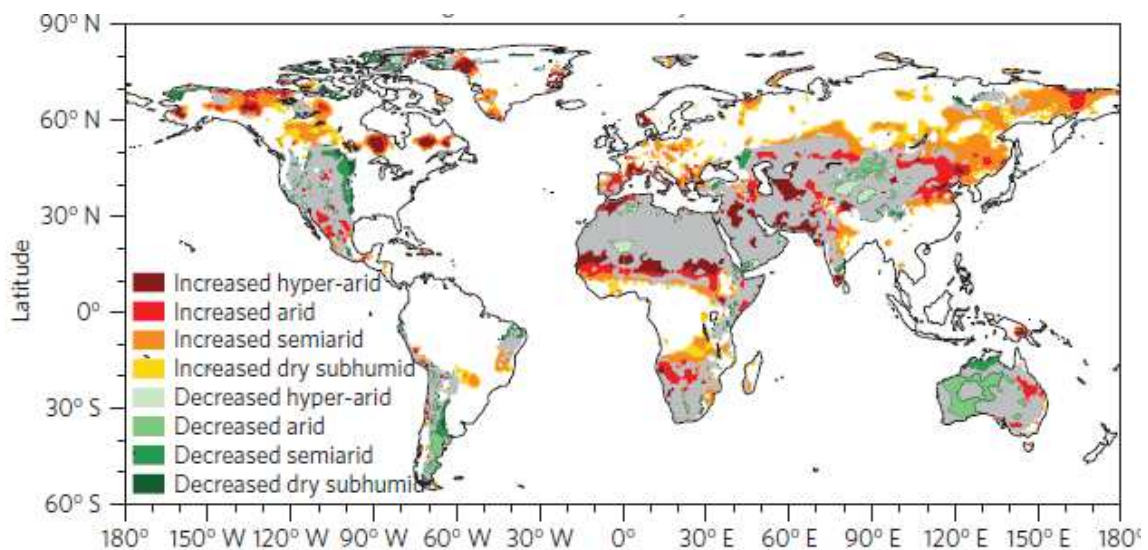 90° N
60° N
30° N
0°
30° S
60° S
Latitude
Increased hyper-arid
Increased arid
Increased semiarid
Increased dry subhumid
Decreased hyper-arid
Decreased arid
Decreased semiarid
Decreased dry subhumid
180° 150° W 120° W 90° W 60° W 30° W 0° 30° E 60° E 90° E 120° E 150° E 180° E